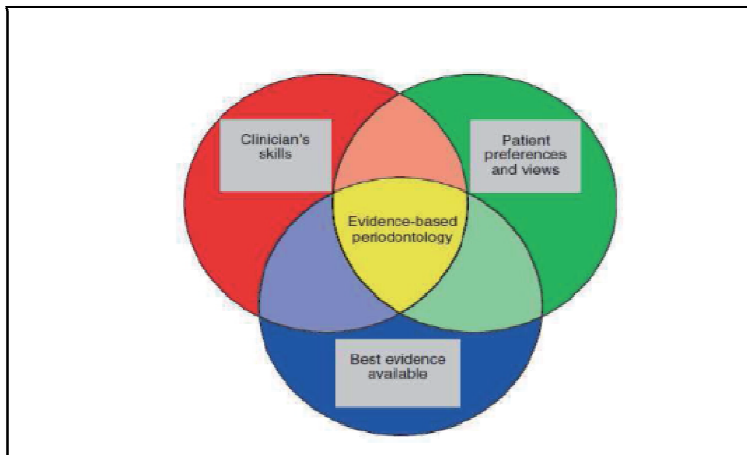 Clinician's
skills
Patient
preferences
and views
Evidence-based
periodontology
Best evidence
available